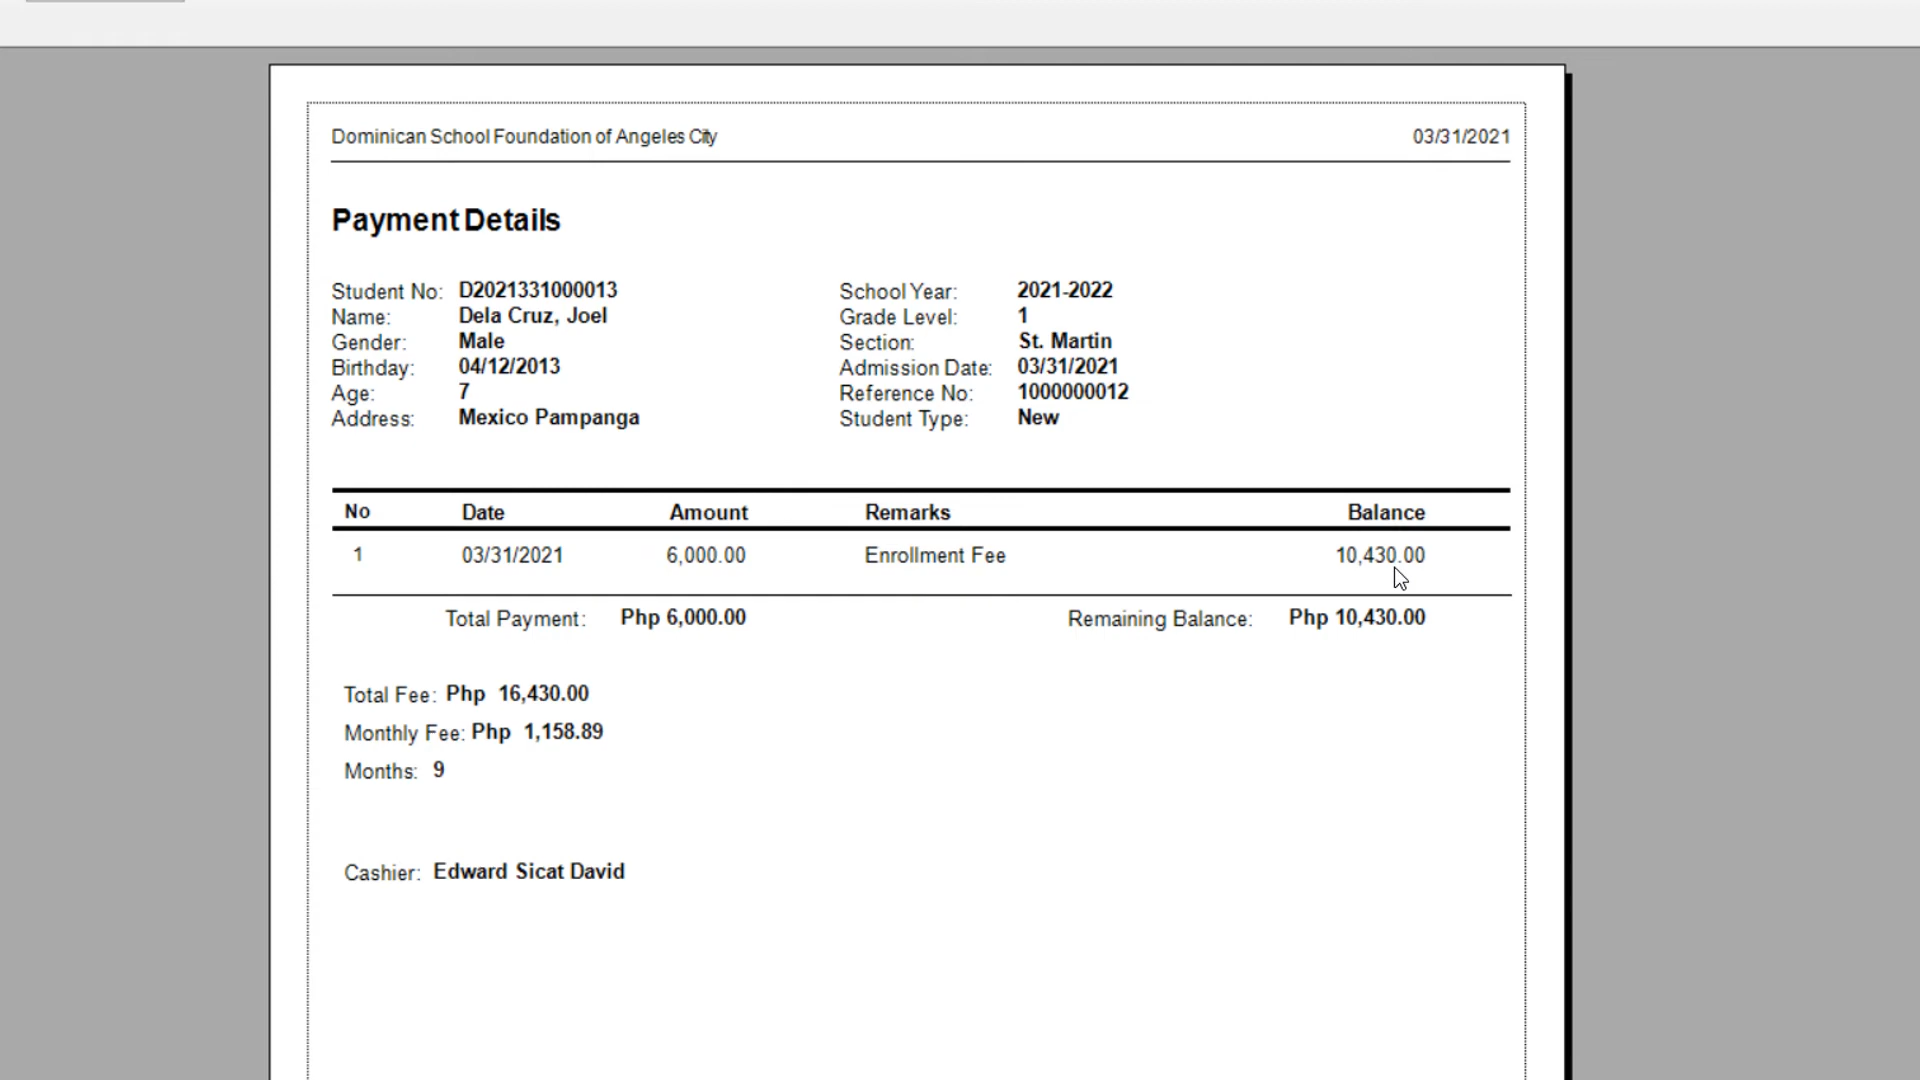 Dominican School Foundation of Angeles City 03/31/2021
Payment Details
Student No: D2021331000013 School Year: 2021-2022
Name: Dela Cruz, Joel Grade Level: 1
Gender: Male Section: St. Martin
Birthday: 04/12/2013 Admission Date: 03/31/2021
Age: 7 Reference No: 1000000012
Address: Mexico Pampanga Student Type: New
No Date Amount Remarks Balance
1 03/31/2021 6,000.00 Enrollment Fee 10,430.00
Total Payment: Php 6,000.00 Remaining Balance: Php 10,430.00
Total Fee: Php 16,430.00
Monthly Fee: Php 1,158.89
Months: 9
Cashier: Edward Sicat David